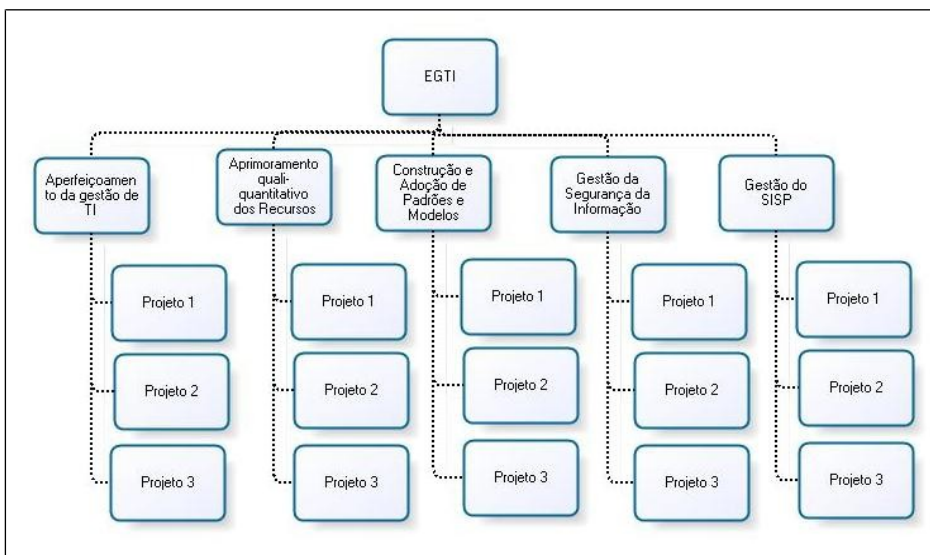 EGTI
Aperfeiçoamen
to da gestão de
TI
Aprimoramento
quali-
quantitativo
dos Recursos
Construção e
Adoção de
Padrões e
Modelos
Gestão da
Segurança da
Informação
Gestão do
SISP
Projeto 1
Projeto 2
Projeto 3
Projeto 1
Projeto 2
Projeto 3
Projeto 1
Projeto 2
Projeto 3
Projeto 1
Projeto 2
Projeto 3
Projeto 1
Projeto 2
Projeto 3